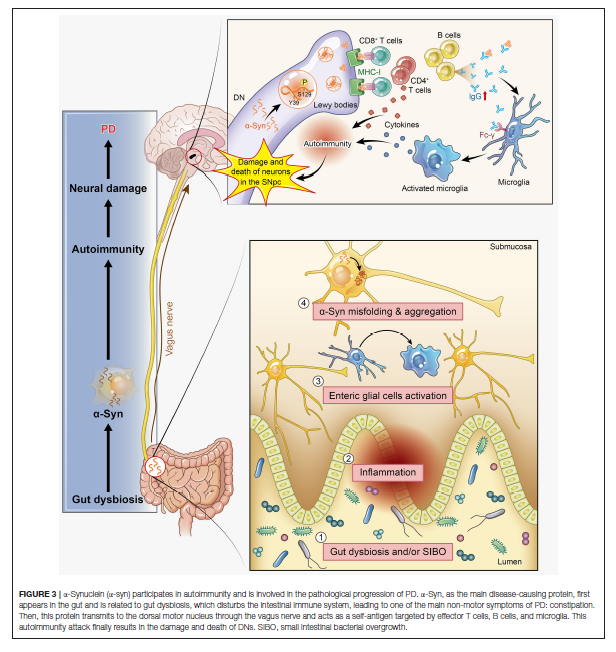 CD8⁺ T cells
B cells
MHC-I
P
S129
Y39
CD4⁺
T cells
DN
Lewy bodies
IgG
α-Syn
Cytokines
Fc-γ
Autoimmunity
PD
Damage and
death of neurons
in the SNpc
Microglia
Activated microglia
Neural damage
Submucosa
Autoimmunity
4
α-Syn misfolding & aggregation
Vagus nerve
3
Enteric glial cells activation
α-Syn
2
Inflammation
Gut dysbiosis
1
Gut dysbiosis and/or SIBO
Lumen
FIGURE 3 | α-Synuclein (α-syn) participates in autoimmunity and is involved in the pathological progression of PD. α-Syn, as the main disease-causing protein, first
appears in the gut and is related to gut dysbiosis, which disturbs the intestinal immune system, leading to one of the main non-motor symptoms of PD: constipation.
Then, this protein transmits to the dorsal motor nucleus through the vagus nerve and acts as a self-antigen targeted by effector T cells, B cells, and microglia. This
autoimmunity attack finally results in the damage and death of DNs. SIBO, small intestinal bacterial overgrowth.